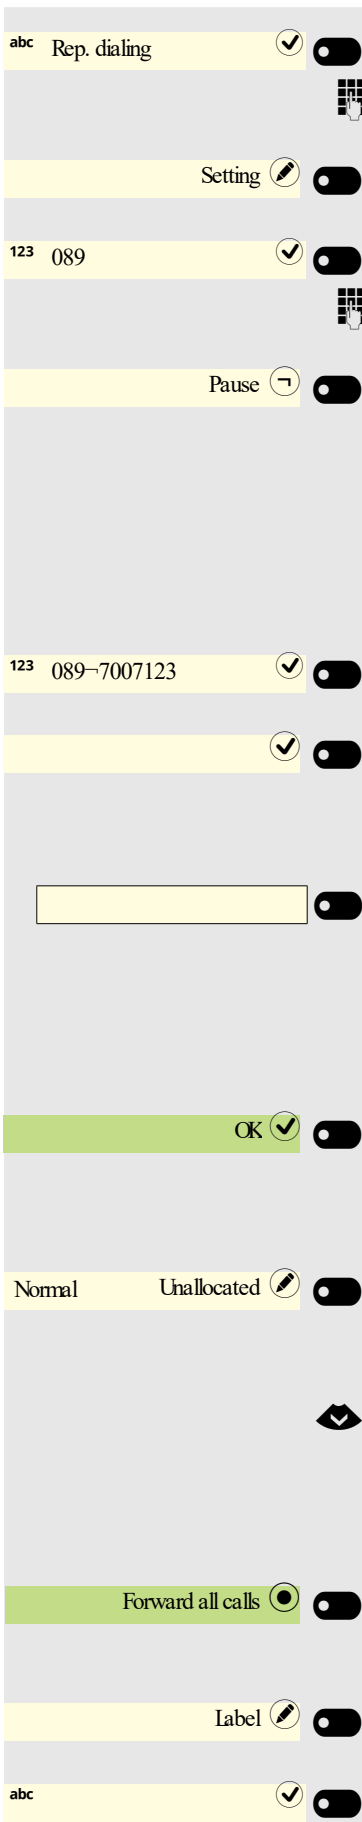 abc Rep. dialing
Setting
123 089
Pause ¬
123 089¬7007123
OK
Normal Unallocated
Forward all calls
Label
abc